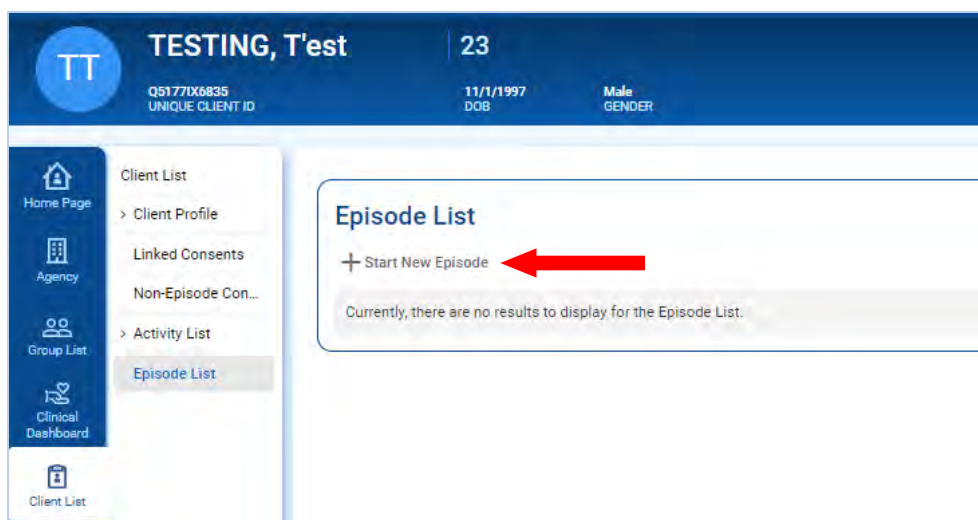 TT
TESTING, T'est
23
Q5177IX6835
UNIQUE CLIENT ID
11/1/1997
DOB
Male
GENDER
Home Page
Agency
Group List
Clinical
Dashboard
Client List
Client List
> Client Profile
Linked Consents
Non-Episode Con...
> Activity List
Episode List
Episode List
+ Start New Episode
Currently, there are no results to display for the Episode List.